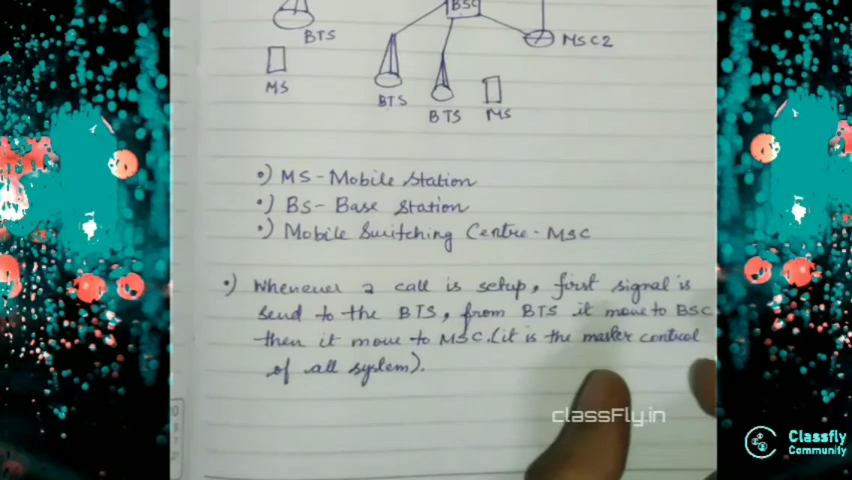 BSC
BTS
MSC2
MS
BTS
BTS
MS
•) MS - Mobile Station
•) BS - Base Station
•) Mobile Switching Centre - MSC
•) Whenever a call is setup, first signal is
send to the BTS, from BTS it move to BSC
then it move to MSC. (it is the master control
of all system).
classFly.in
Classfly
Community